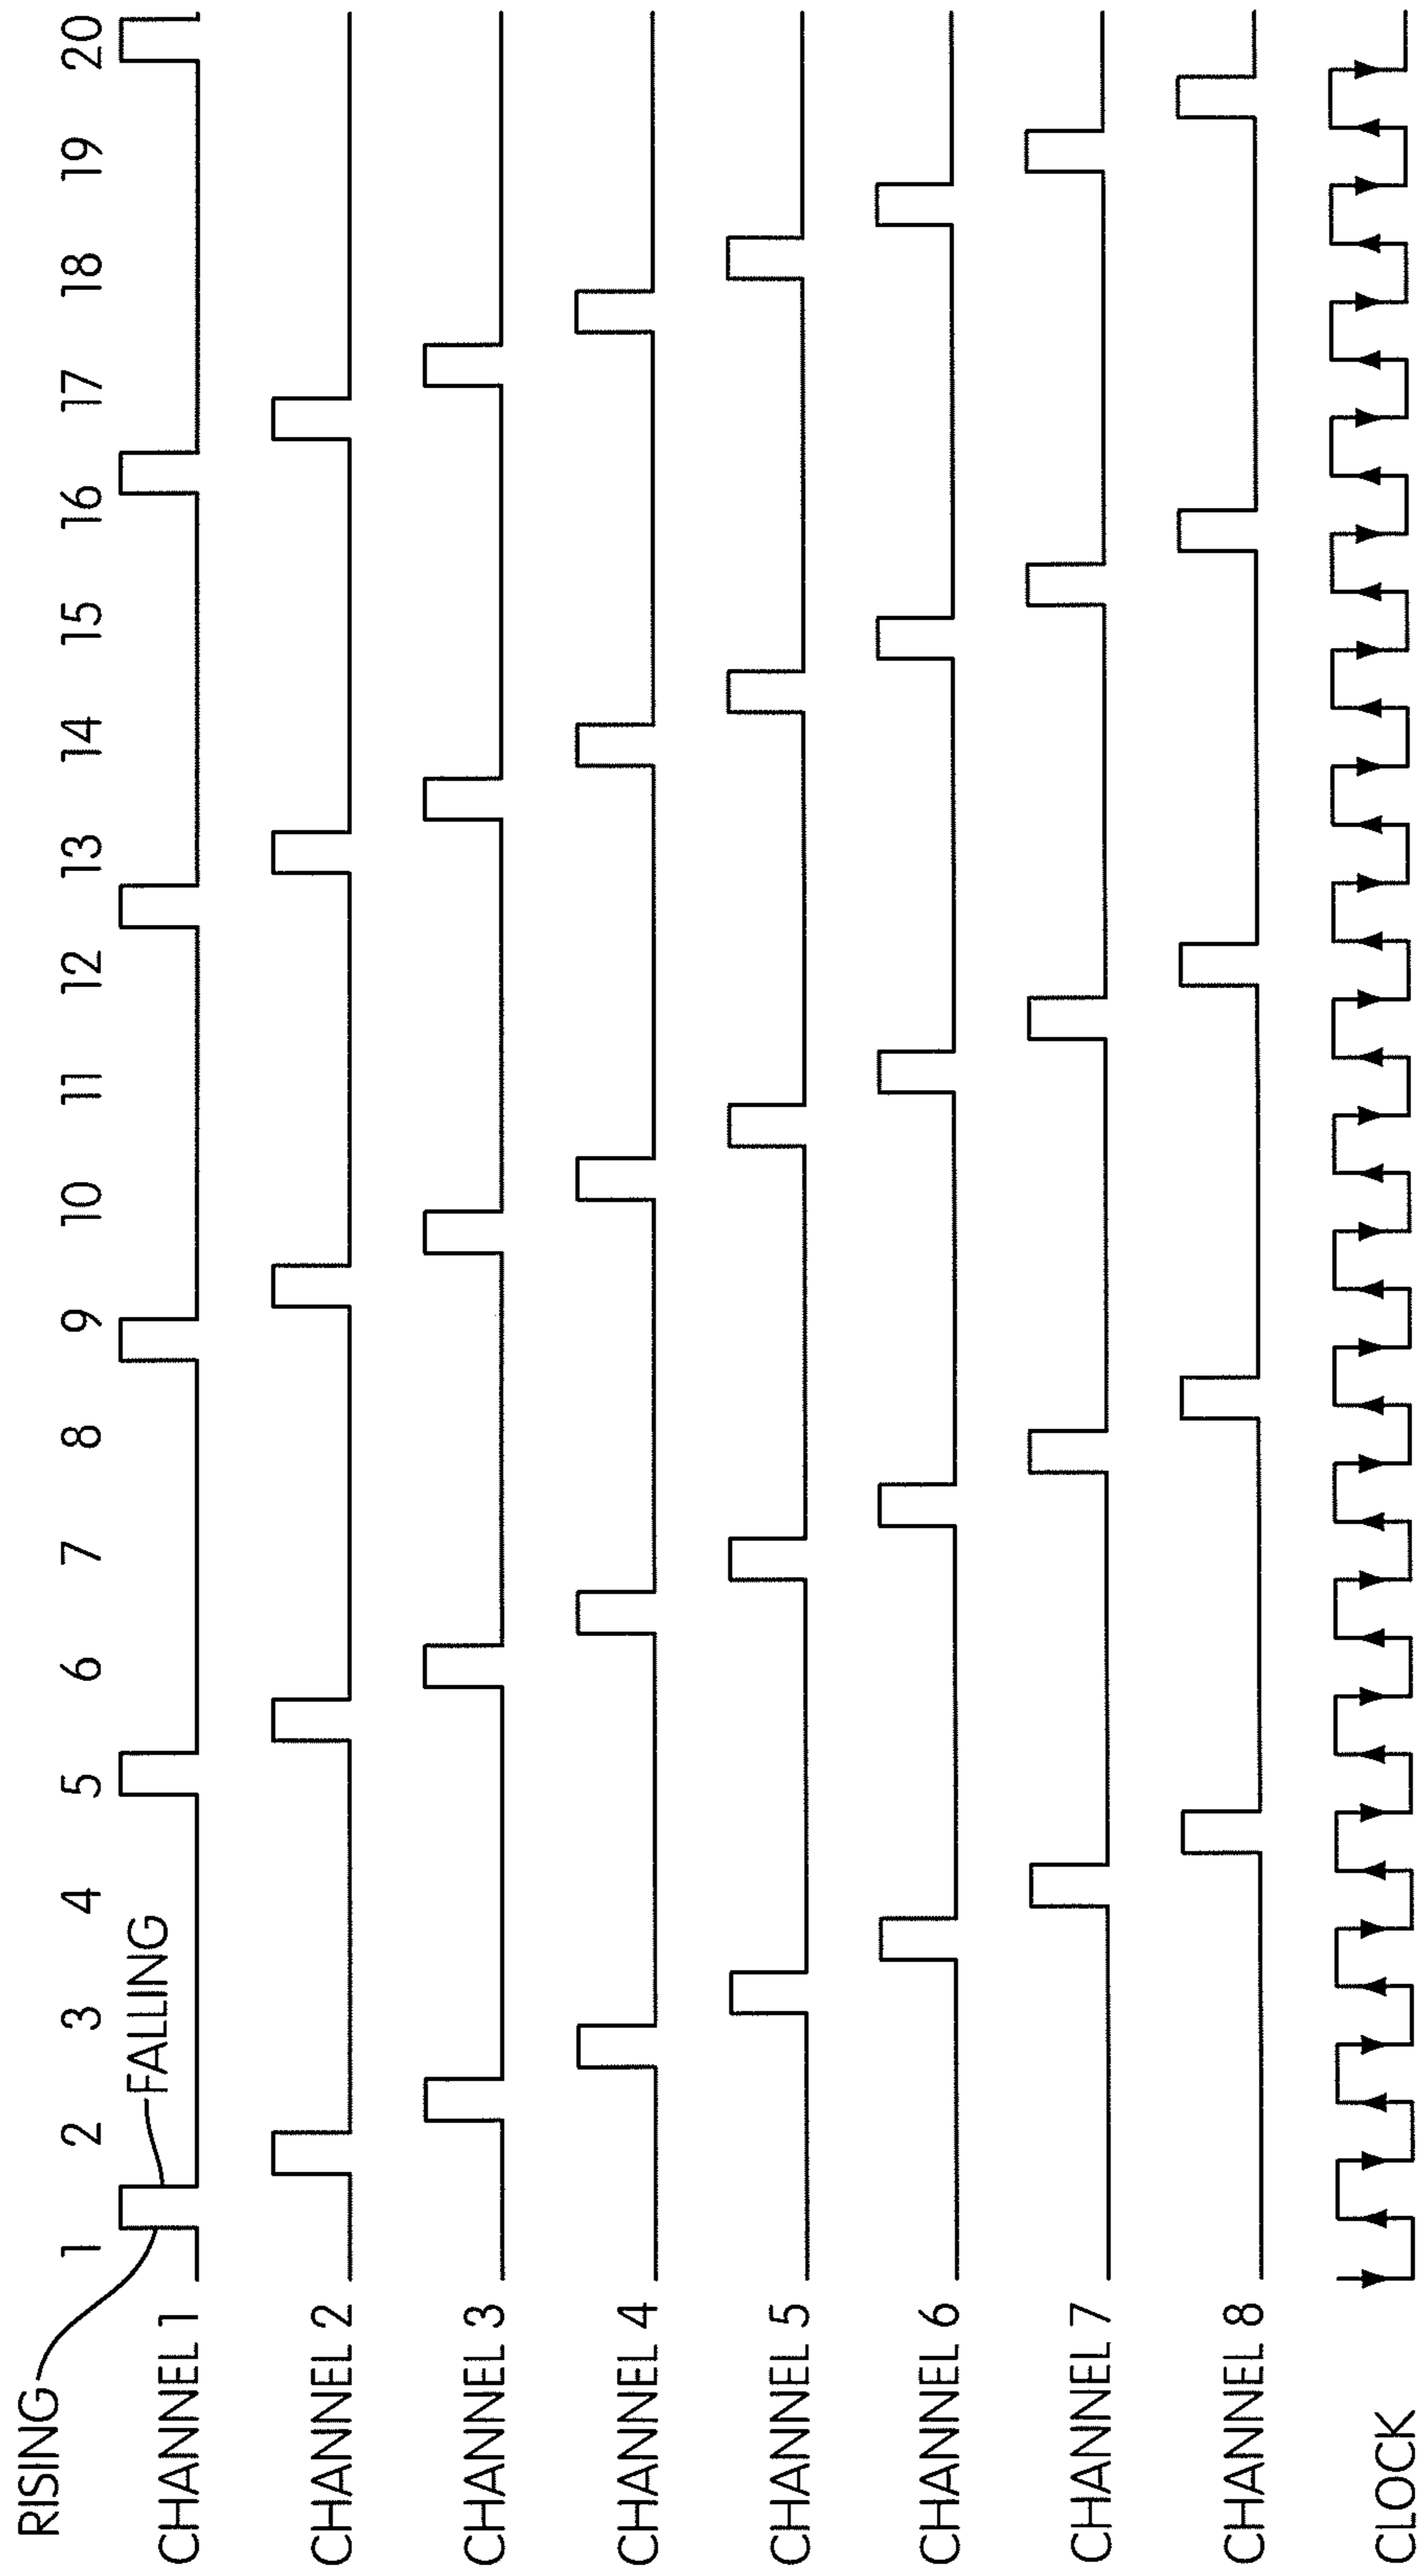 1 2 3 4 5 6 7 8 9 10 11 12 13 14 15 16 17 18 19 20
RISING
FALLING
CHANNEL 1
CHANNEL 2
CHANNEL 3
CHANNEL 4
CHANNEL 5
CHANNEL 6
CHANNEL 7
CHANNEL 8
CLOCK